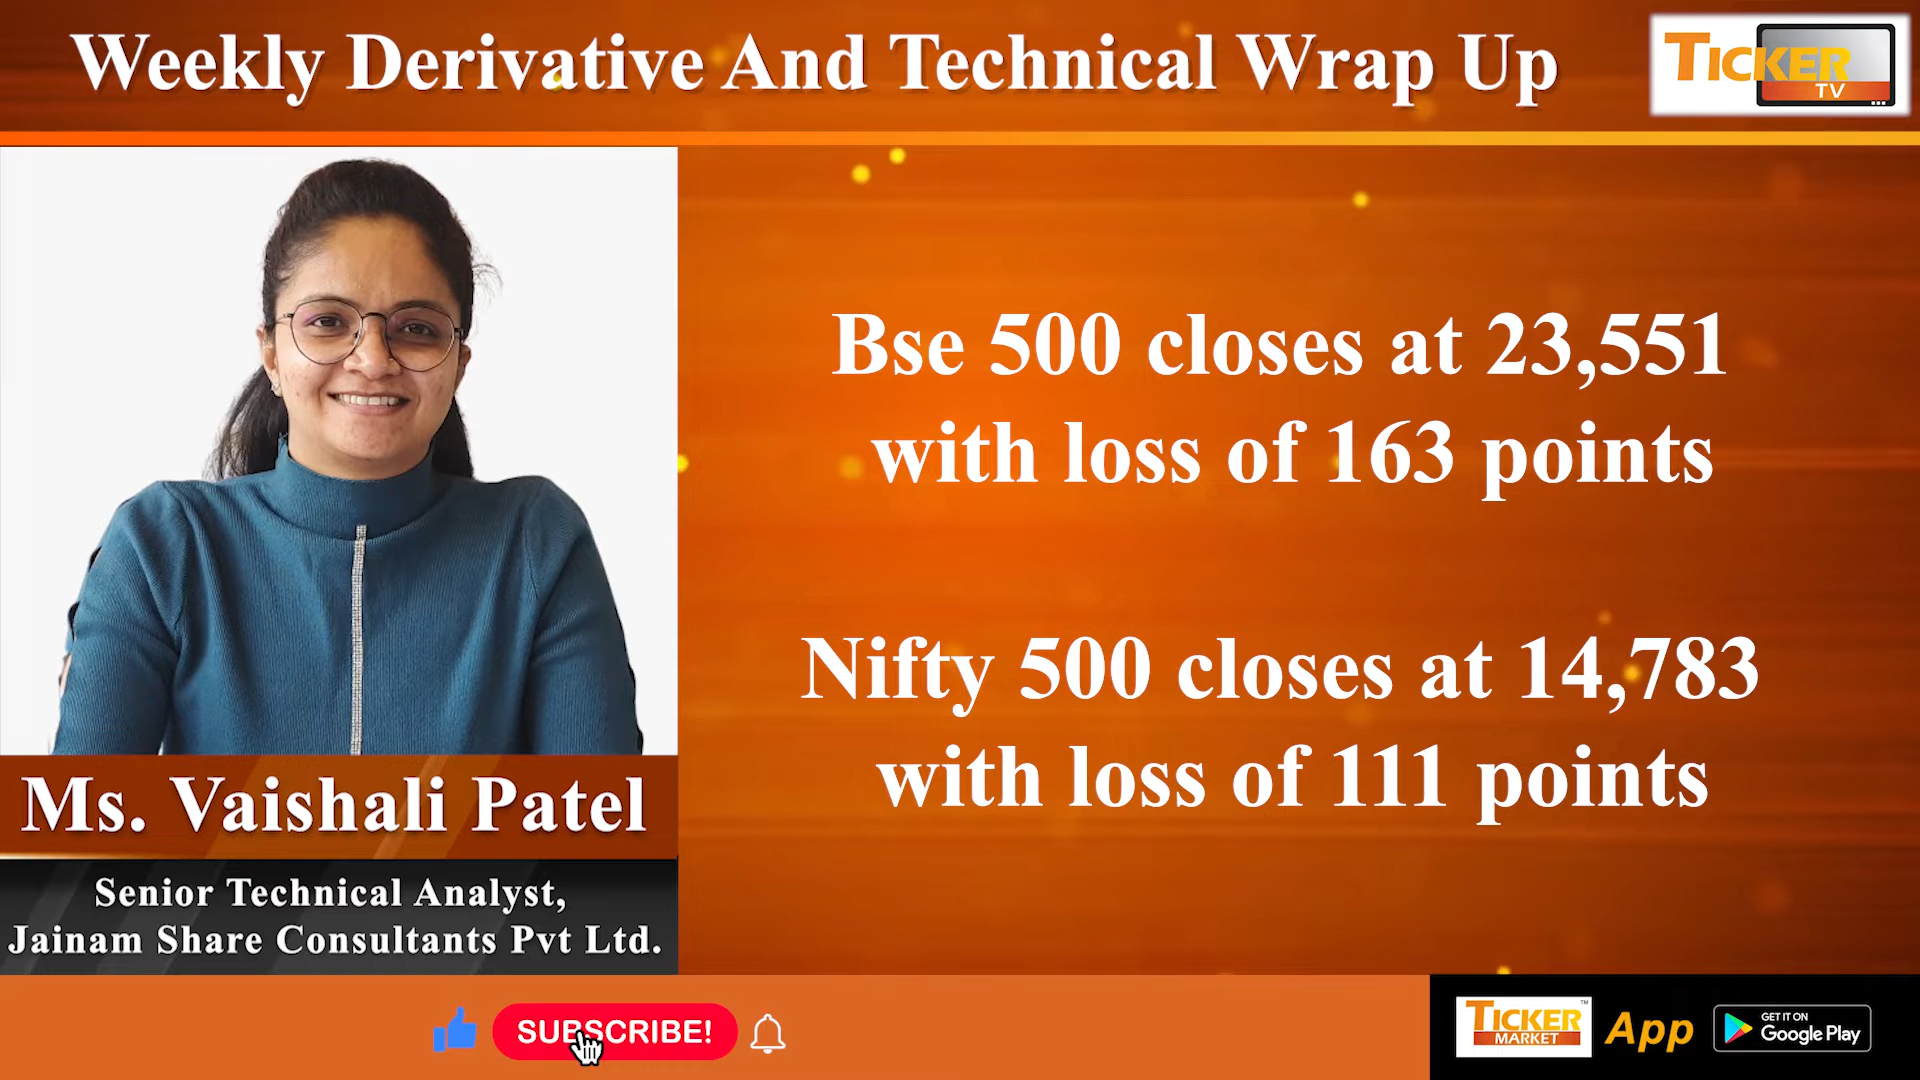 Weekly Derivative And Technical Wrap Up
TICKER
TV
Bse 500 closes at 23,551
with loss of 163 points
Nifty 500 closes at 14,783
with loss of 111 points
Ms. Vaishali Patel
Senior Technical Analyst,
Jainam Share Consultants Pvt Ltd.
SUBSCRIBE!
TICKER
MARKET
TM
App
GET IT ON
Google Play